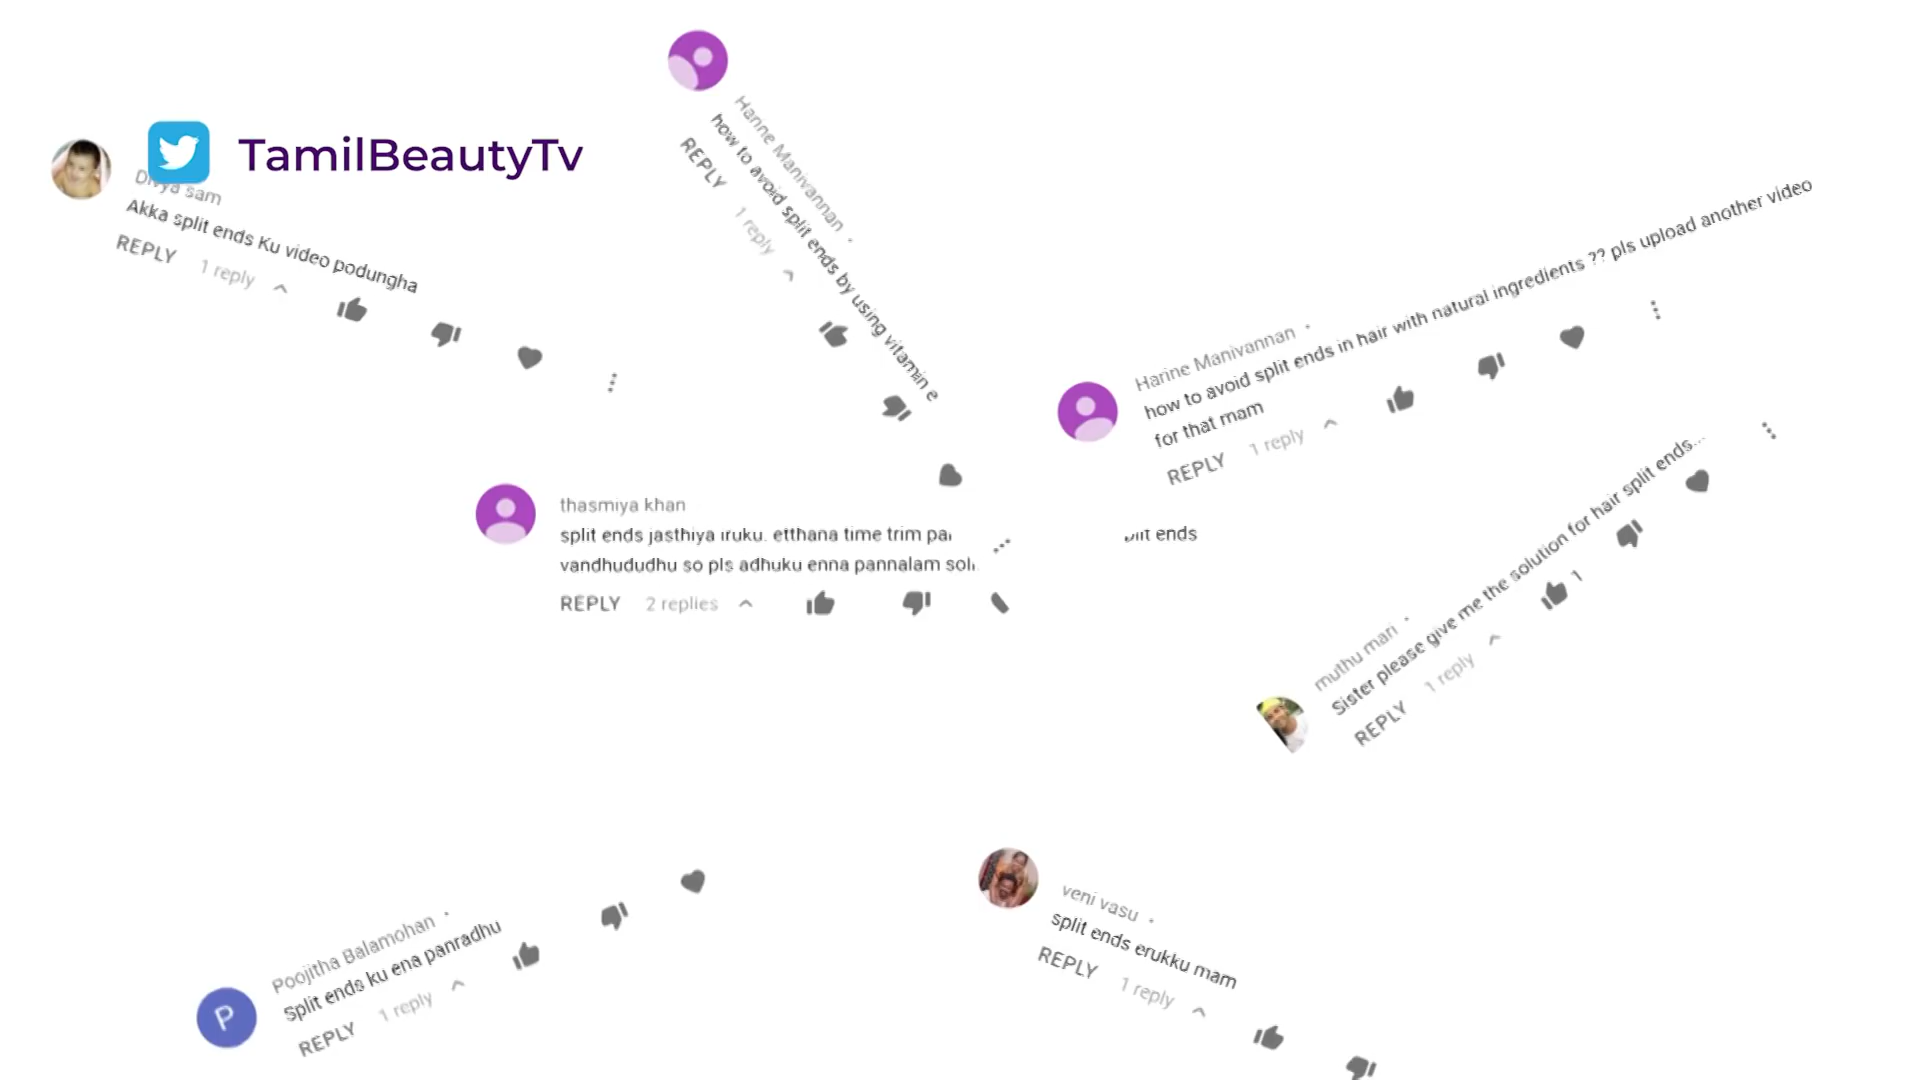 TamilBeautyTv
Divya sam
Akka split ends Ku video podungha
REPLY 1 reply
Harine Manivannan
how to avoid split ends by using vitamin e
REPLY 1 reply
Harine Manivannan
how to avoid split ends in hair with natural ingredients ?? pls upload another video
for that mam
REPLY 1 reply
thasmiya khan
split ends jasthiya iruku. etthana time trim
ends
vandhududhu so pls adhuku enna pannalam
REPLY 2 replies
muthu mari
Sister please give me the solution for hair split ends...
REPLY 1 reply 1
Poojitha Balamohan
Split ends ku ena panradhu
REPLY 1 reply
P
veni vasu
split ends erukku mam
REPLY 1 reply